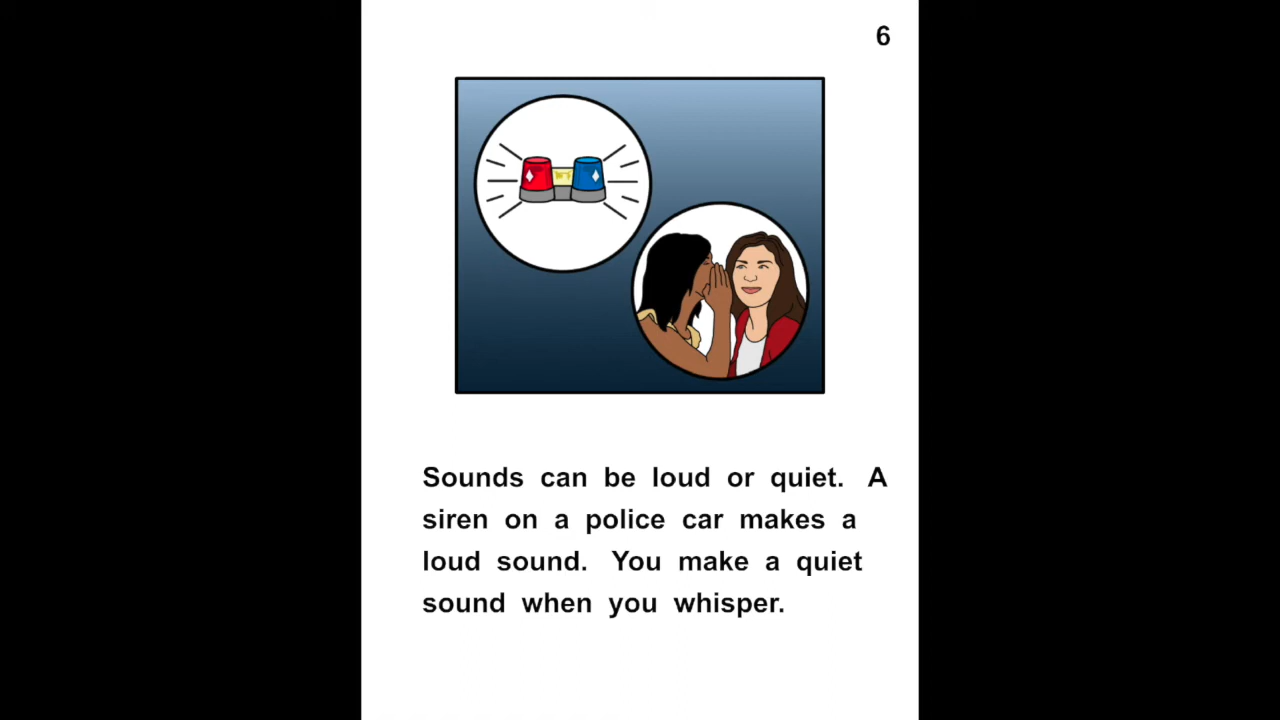 6
Sounds can be loud or quiet. A
siren on a police car makes a
loud sound. You make a quiet
sound when you whisper.